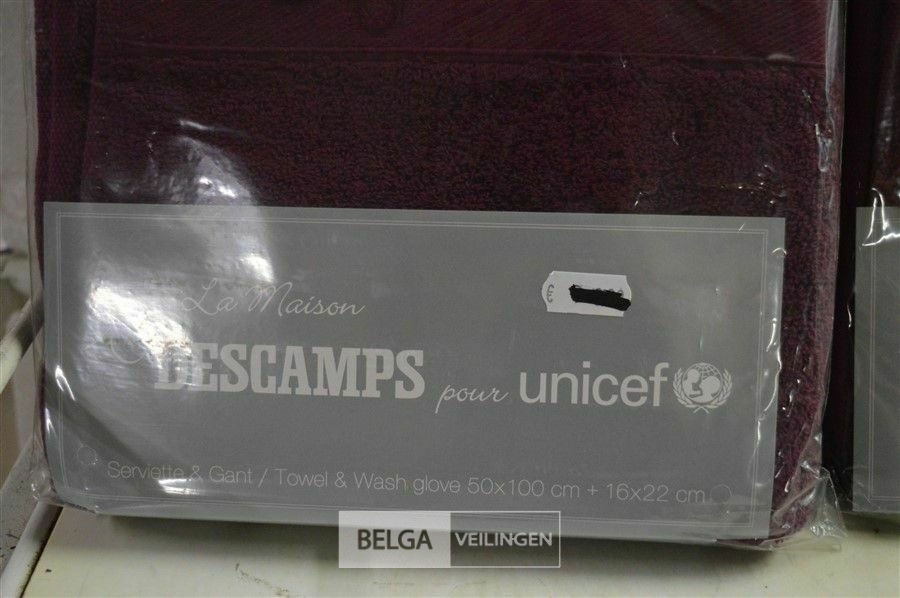 La Maison
DESCAMPS pour unicef
Serviette & Gant / Towel & Wash glove 50x100 cm + 16x22 cm
BELGA VEILINGEN